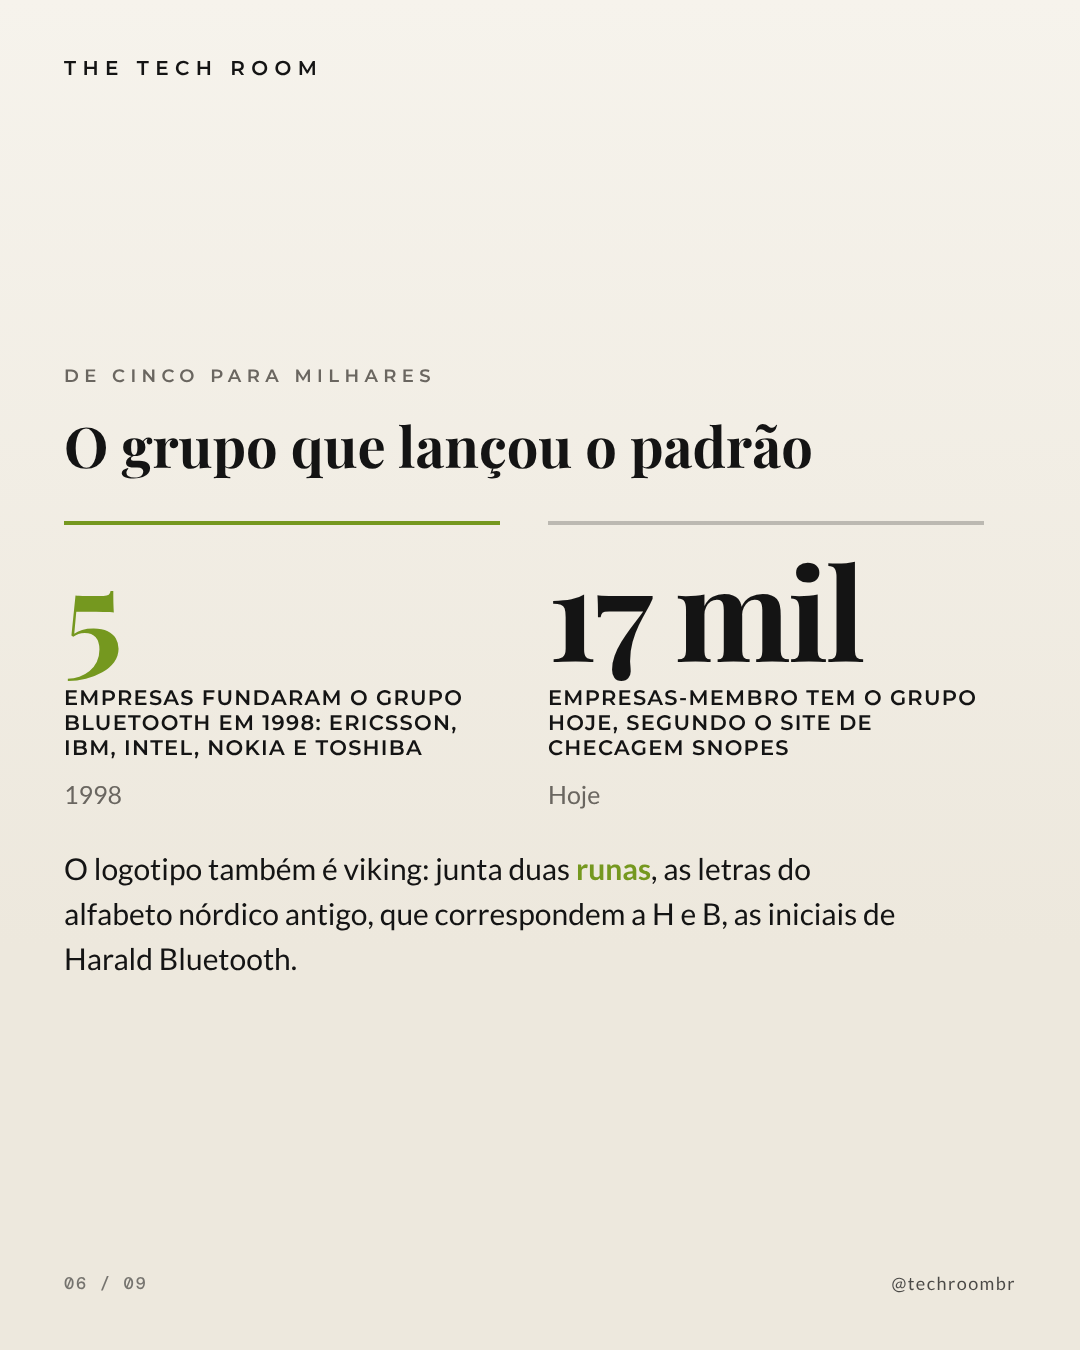 THE TECH ROOM
DE CINCO PARA MILHARES
O grupo que lançou o padrão
5
EMPRESAS FUNDARAM O GRUPO
BLUETOOTH EM 1998: ERICSSON,
IBM, INTEL, NOKIA E TOSHIBA
1998
17 mil
EMPRESAS-MEMBRO TEM O GRUPO
HOJE, SEGUNDO O SITE DE
CHECAGEM SNOPES
Hoje
O logotipo também é viking: junta duas runas, as letras do
alfabeto nórdico antigo, que correspondem a H e B, as iniciais de
Harald Bluetooth.
06 / 09
@techroombr